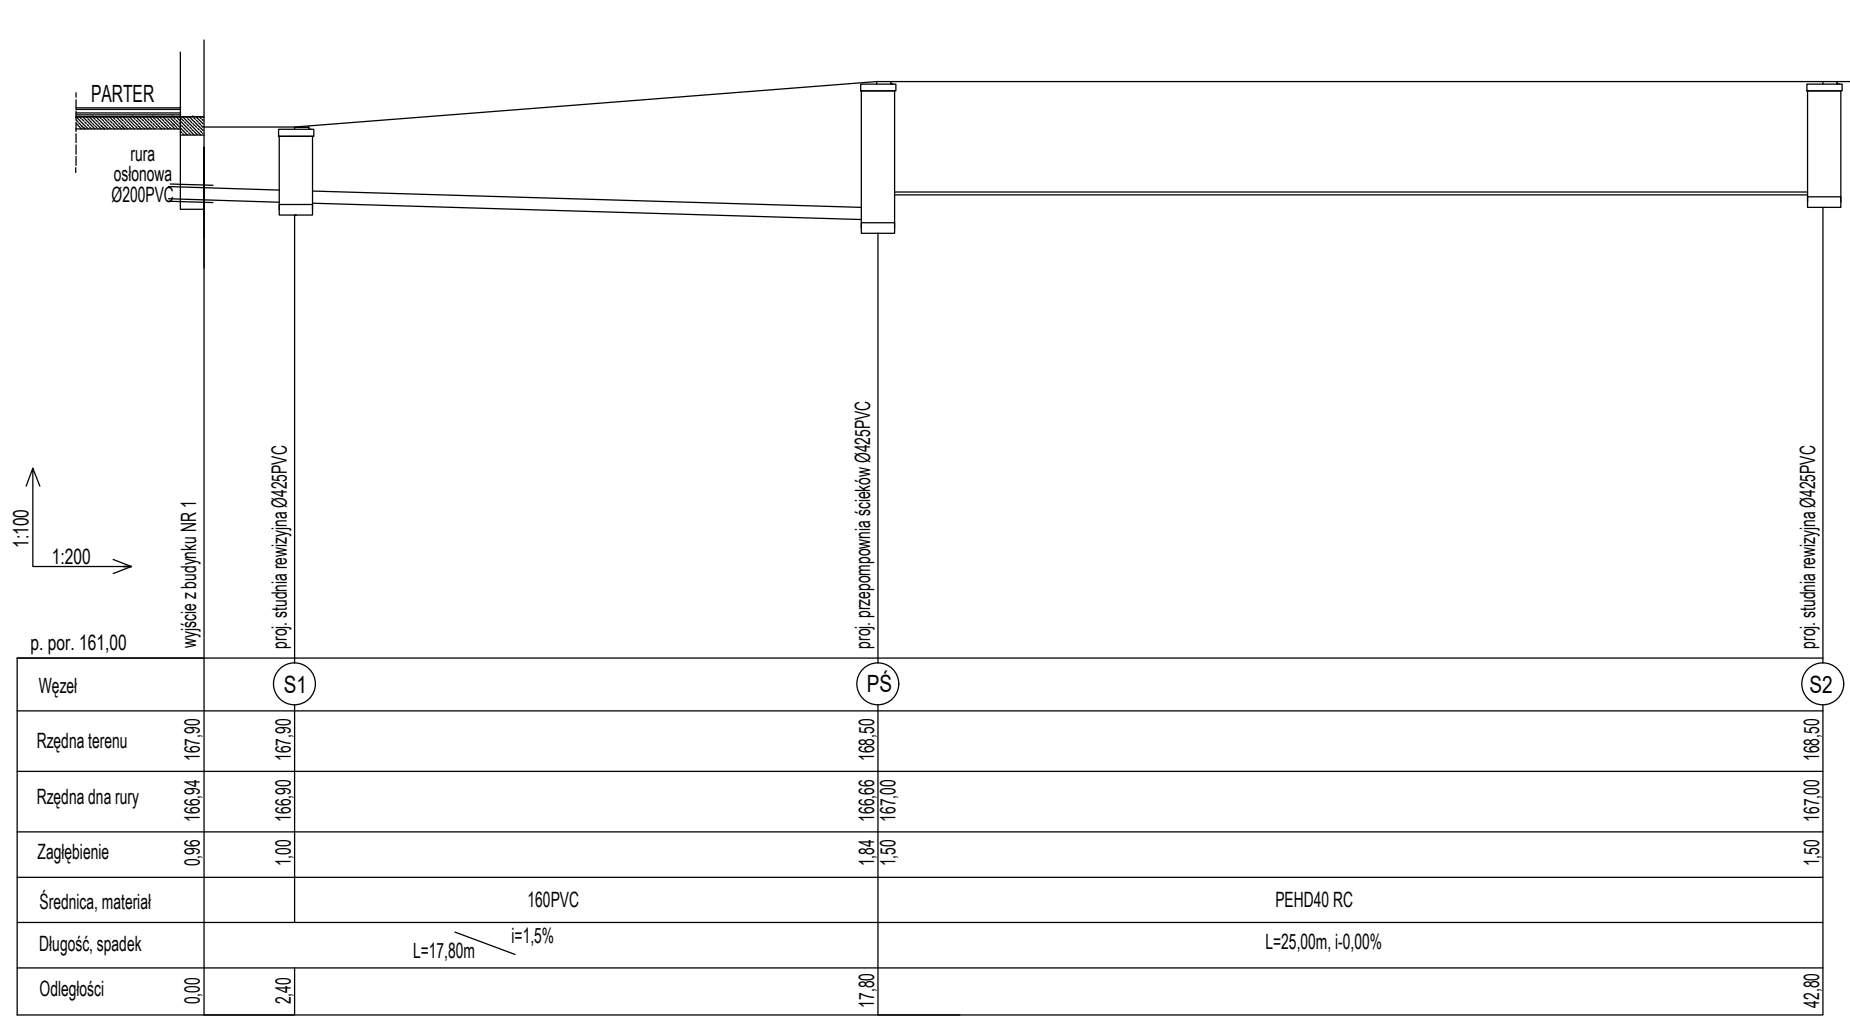 PARTER
rura
osłonowa
Ø200PVC
1:100
1:200
p. por. 161,00
wyjście z budynku NR 1
proj. studnia rewizyjna Ø425PVC
proj. przepompownia ścieków Ø425PVC
proj. studnia rewizyjna Ø425PVC
Węzeł S1 PŚ S2
Rzędna terenu 167,90 167,90 168,50 168,50
Rzędna dna rury 166,94 166,90 166,66 167,00 167,00
Zagłębienie 0,96 1,00 1,84 1,50 1,50
Średnica, materiał 160PVC PEHD40 RC
Długość, spadek L=17,80m i=1,5% L=25,00m, i-0,00%
Odległości 0,00 2,40 17,80 42,80